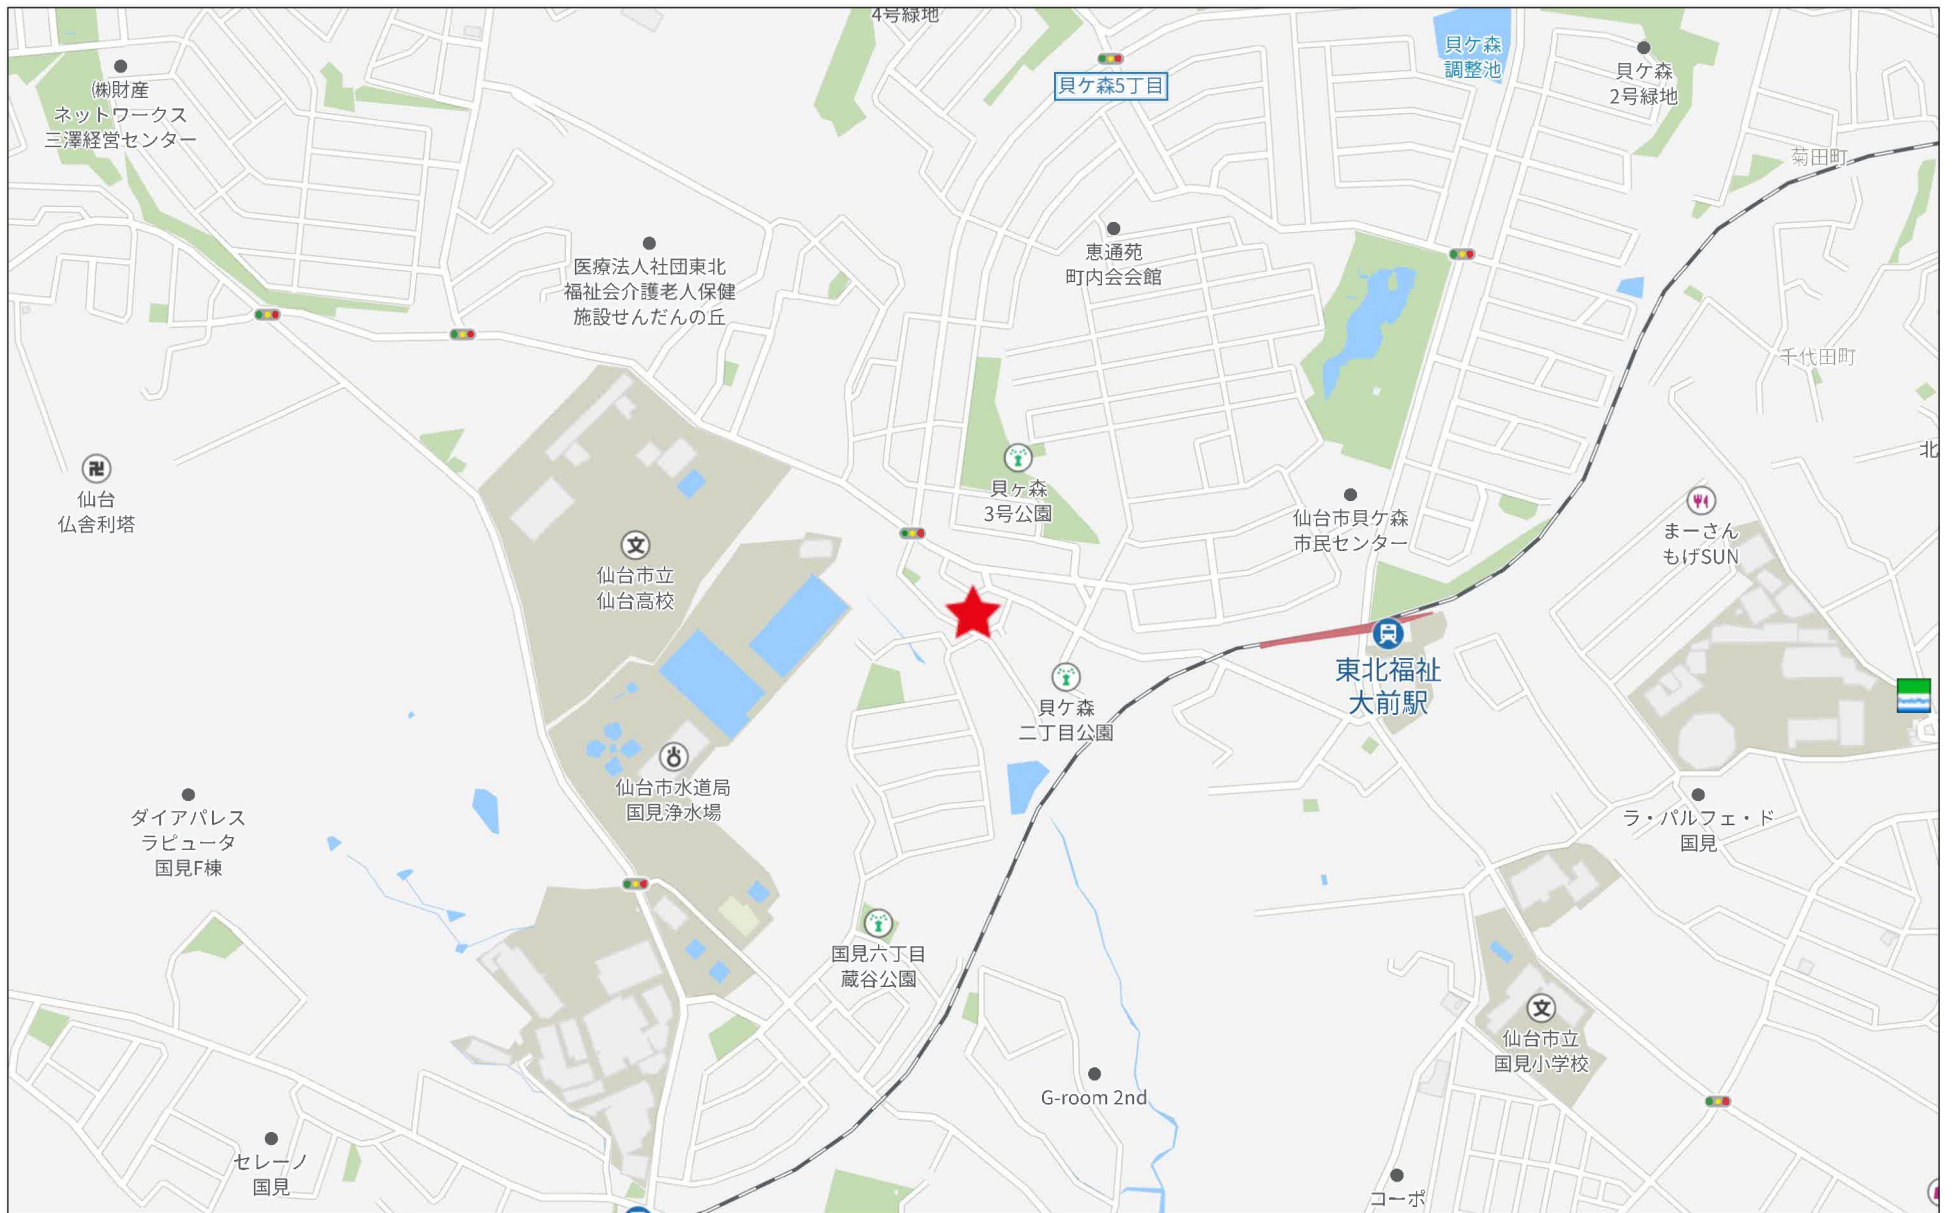 4号緑地
貝ケ森
調整池
貝ケ森5丁目
貝ケ森
2号緑地
㈱財産
ネットワークス
三澤経営センター
菊田町
恵通苑
町内会会館
医療法人社団東北
福祉会介護老人保健
施設せんだんの丘
千代田町
北
仙台
仏舎利塔
貝ヶ森
3号公園
仙台市貝ケ森
市民センター
まーさん
もげSUN
文
仙台市立
仙台高校
東北福祉
大前駅
貝ケ森
二丁目公園
仙台市水道局
国見浄水場
ダイアパレス
ラピュータ
国見F棟
ラ・パルフェ・ド
国見
国見六丁目
蔵谷公園
文
仙台市立
国見小学校
G-room 2nd
セレーノ
国見
コーポ